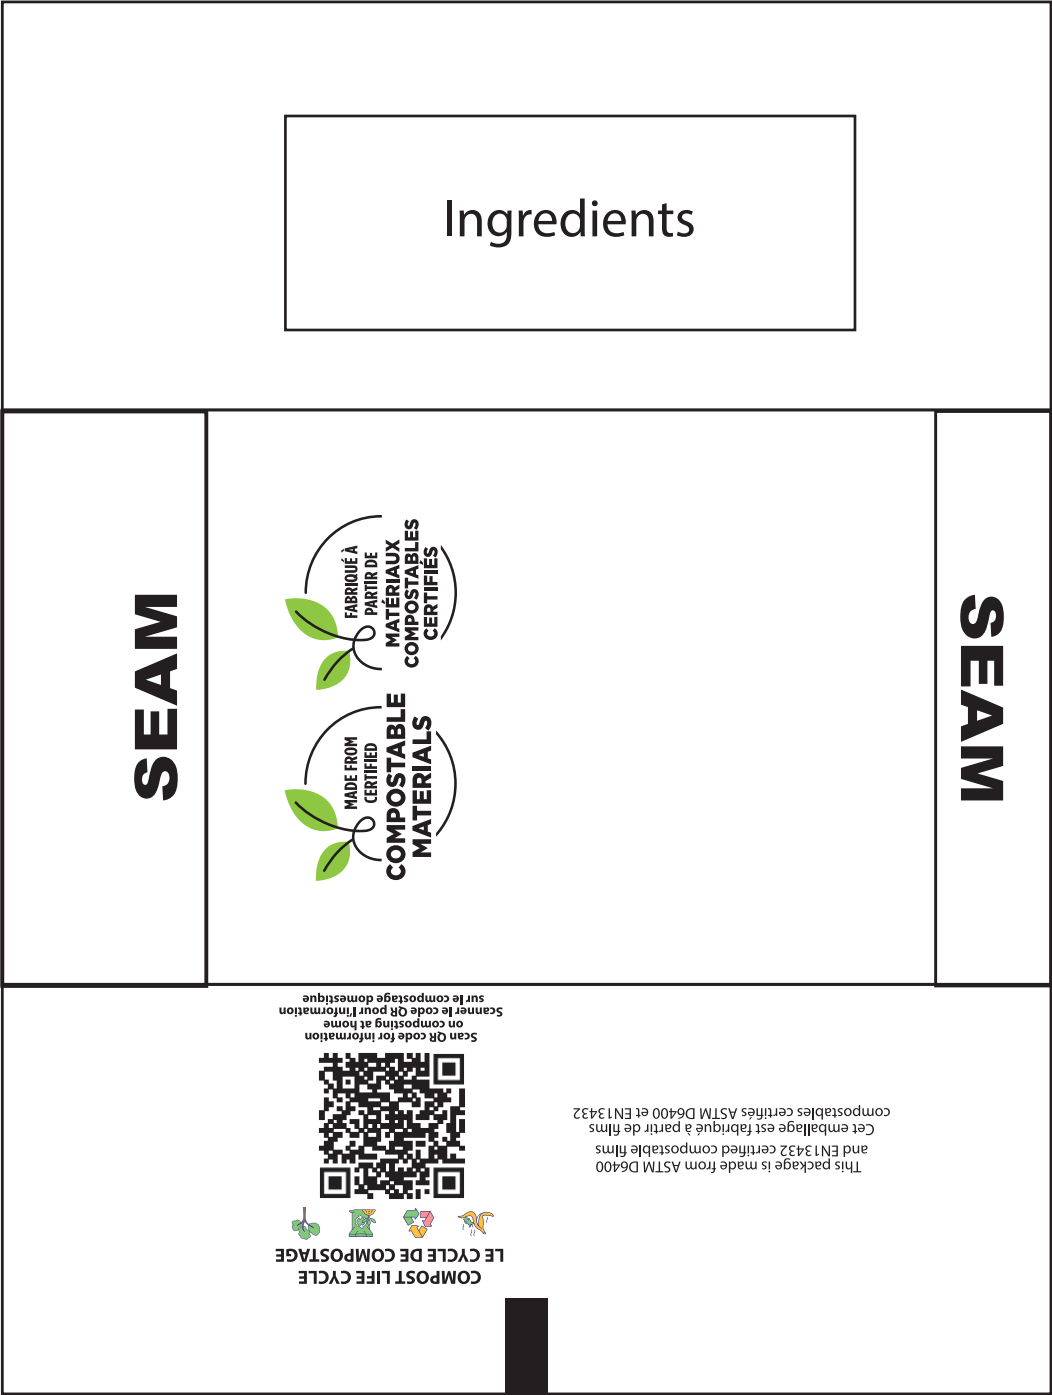 Ingredients
SEAM
FABRIQUÉ À
PARTIR DE
MATÉRIAUX
COMPOSTABLES
CERTIFIÉS
MADE FROM
CERTIFIED
COMPOSTABLE
MATERIALS
SEAM
COMPOST LIFE CYCLE
LE CYCLE DE COMPOSTAGE
Scan QR code for information
on composting at home
Scanner le code QR pour l'information
sur le compostage domestique
This package is made from ASTM D6400
and EN13432 certified compostable films
Cet emballage est fabriqué à partir de films
compostables certifiés ASTM D6400 et EN13432